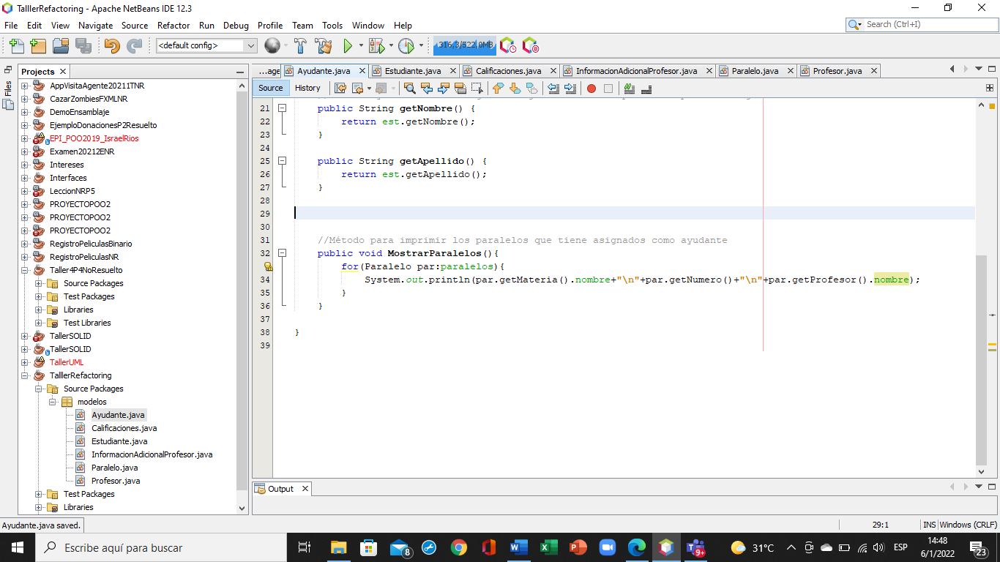 TalllerRefactoring - Apache NetBeans IDE 12.3
File Edit View Navigate Source Refactor Run Debug Profile Team Tools Window Help
Search (Ctrl+I)
<default config>
316,3/522,0MB
Files
Projects
AppVisitaAgente20211TNR
CazarZombiesFXMLNR
DemoEnsamblaje
EjemploDonacionesP2Resuelto
EPI_POO2019_IsraelRios
Examen20212ENR
Intereses
Interfaces
LeccionNRP5
PROYECTOPOO2
PROYECTOPOO2
PROYECTOPOO2
RegistroPeliculasBinario
RegistroPeliculasNR
Taller4P4NoResuelto
Source Packages
Test Packages
Libraries
Test Libraries
TallerSOLID
TallerSOLID
TallerUML
TalllerRefactoring
Source Packages
modelos
Ayudante.java
Calificaciones.java
Estudiante.java
InformacionAdicionalProfesor.java
Paralelo.java
Profesor.java
Test Packages
Libraries
...age Ayudante.java Estudiante.java Calificaciones.java InformacionAdicionalProfesor.java Paralelo.java Profesor.java
Source History
21 public String getNombre() {
22 return est.getNombre();
23 }
24
25 public String getApellido() {
26 return est.getApellido();
27 }
28
29
30
31 //Método para imprimir los paralelos que tiene asignados como ayudante
32 public void MostrarParalelos(){
for(Paralelo par:paralelos){
34 System.out.println(par.getMateria().nombre+"\n"+par.getNumero()+"\n"+par.getProfesor().nombre);
35 }
36 }
37
38 }
39
Output
Ayudante.java saved.
29:1 INS Windows (CRLF)
Escribe aquí para buscar
8
9+
31°C
ESP
14:48
6/1/2022
23